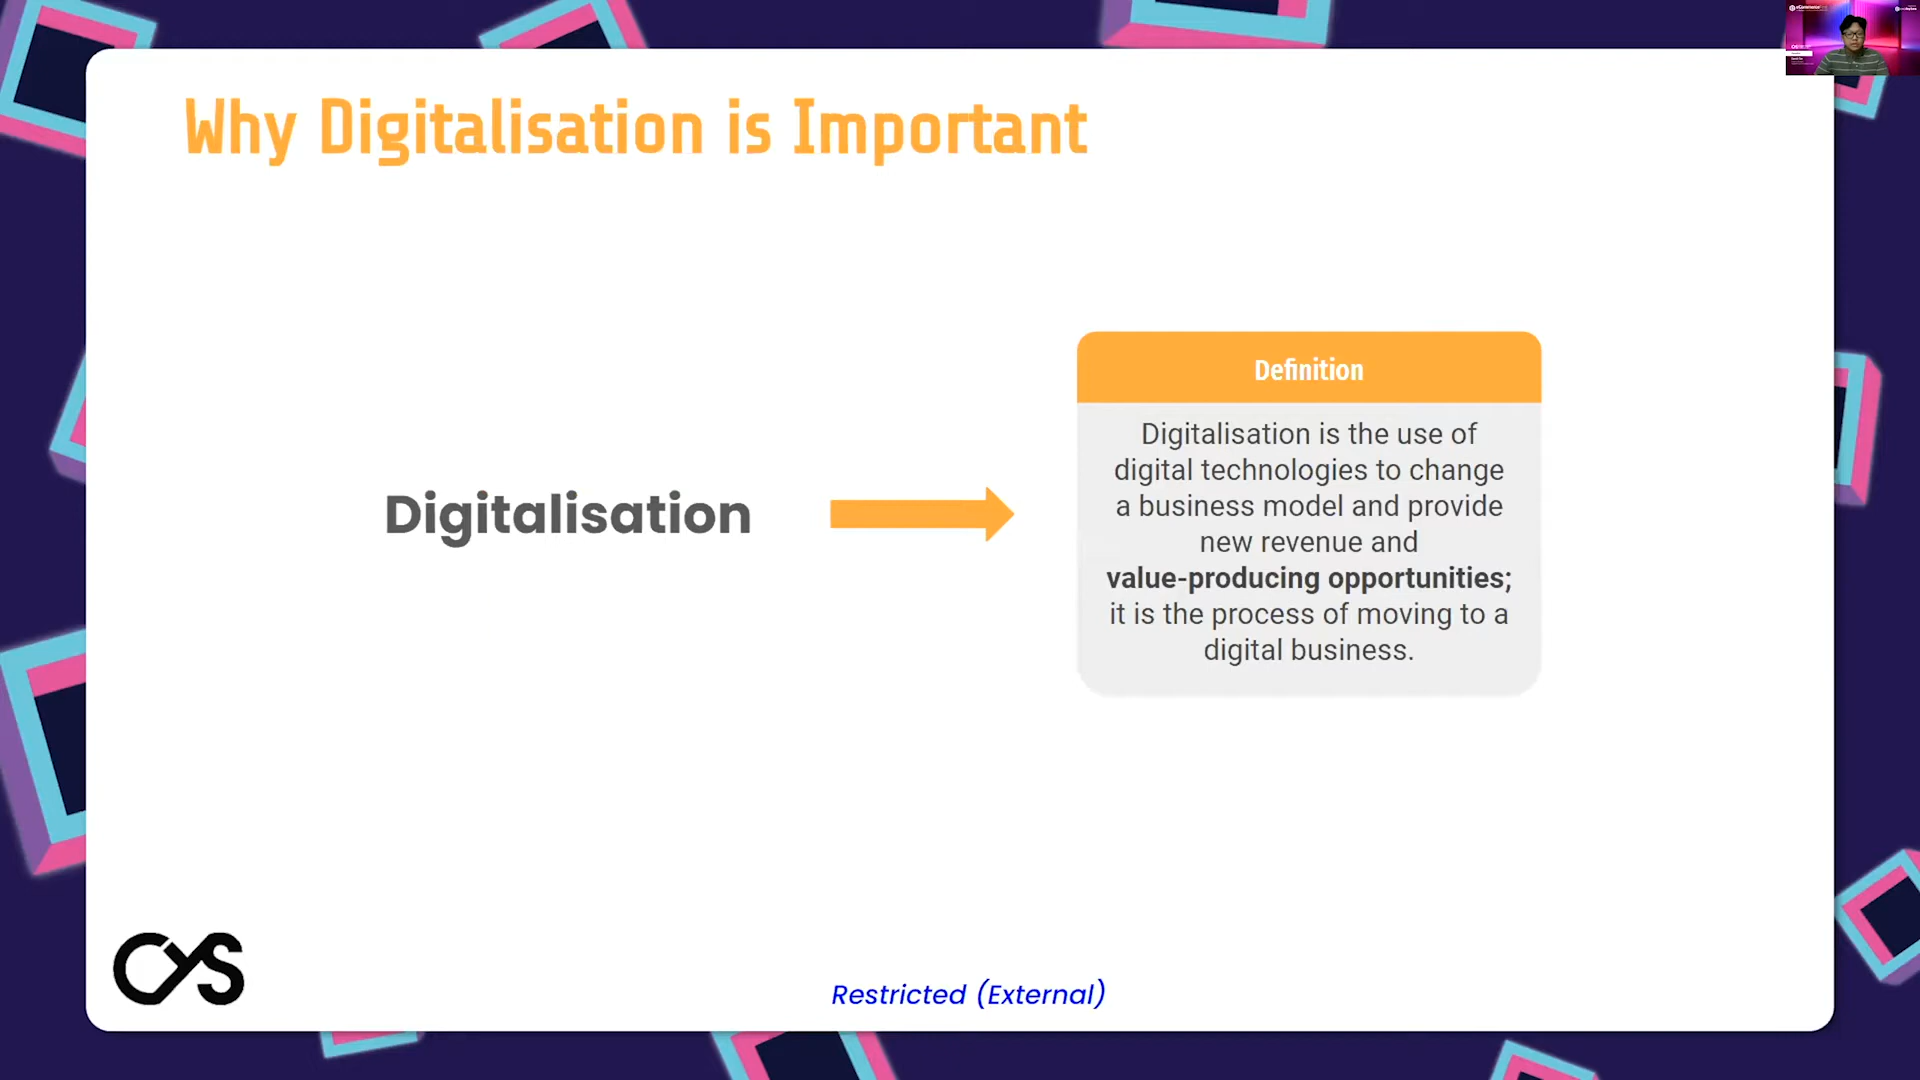 Why Digitalisation is Important
Digitalisation
Definition
Digitalisation is the use of
digital technologies to change
a business model and provide
new revenue and
value-producing opportunities;
it is the process of moving to a
digital business.
CYS
Restricted (External)